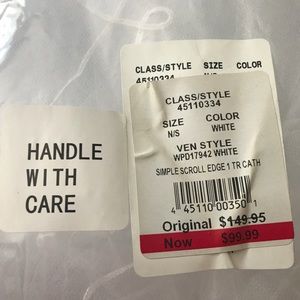 CLASS/STYLE SIZE COLOR
45110334 N/S
CLASS/STYLE
45110334
SIZE COLOR
N/S WHITE
VEN STYLE
WPD17942 WHITE
SIMPLE SCROLL EDGE 1 TR CATH
4 45110 00350 1
Original $149.95
Now $99.99
HANDLE
WITH
CARE